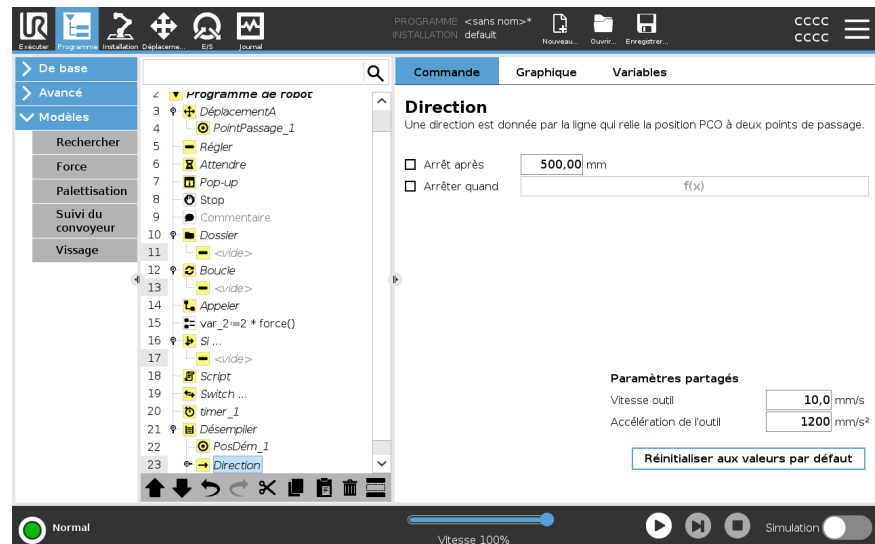 PROGRAMME <sans nom>*
INSTALLATION default
CCCC
CCCC
Exécuter Programme Installation Déplaceme... E/S Journal Nouveau... Ouvrir... Enregistrer...
De base
Avancé
Modèles
Rechercher
Force
Palettisation
Suivi du
convoyeur
Vissage
2 Programme de robot
3 DéplacementA
4 PointPassage_1
5 Régler
6 Attendre
7 Pop-up
8 Stop
9 Commentaire
10 Dossier
11 <vide>
12 Boucle
13 <vide>
14 Appeler
15 var_2:=2 * force()
16 Si ...
17 <vide>
18 Script
19 Switch ...
20 timer_1
21 Désempiler
22 PosDém_1
23 Direction
Commande Graphique Variables
Direction
Une direction est donnée par la ligne qui relie la position PCO à deux points de passage.
Arrêt après 500,00 mm
Arrêter quand f(x)
Paramètres partagés
Vitesse outil 10,0 mm/s
Accélération de l'outil 1200 mm/s²
Réinitialiser aux valeurs par défaut
Normal
Vitesse 100%
Simulation